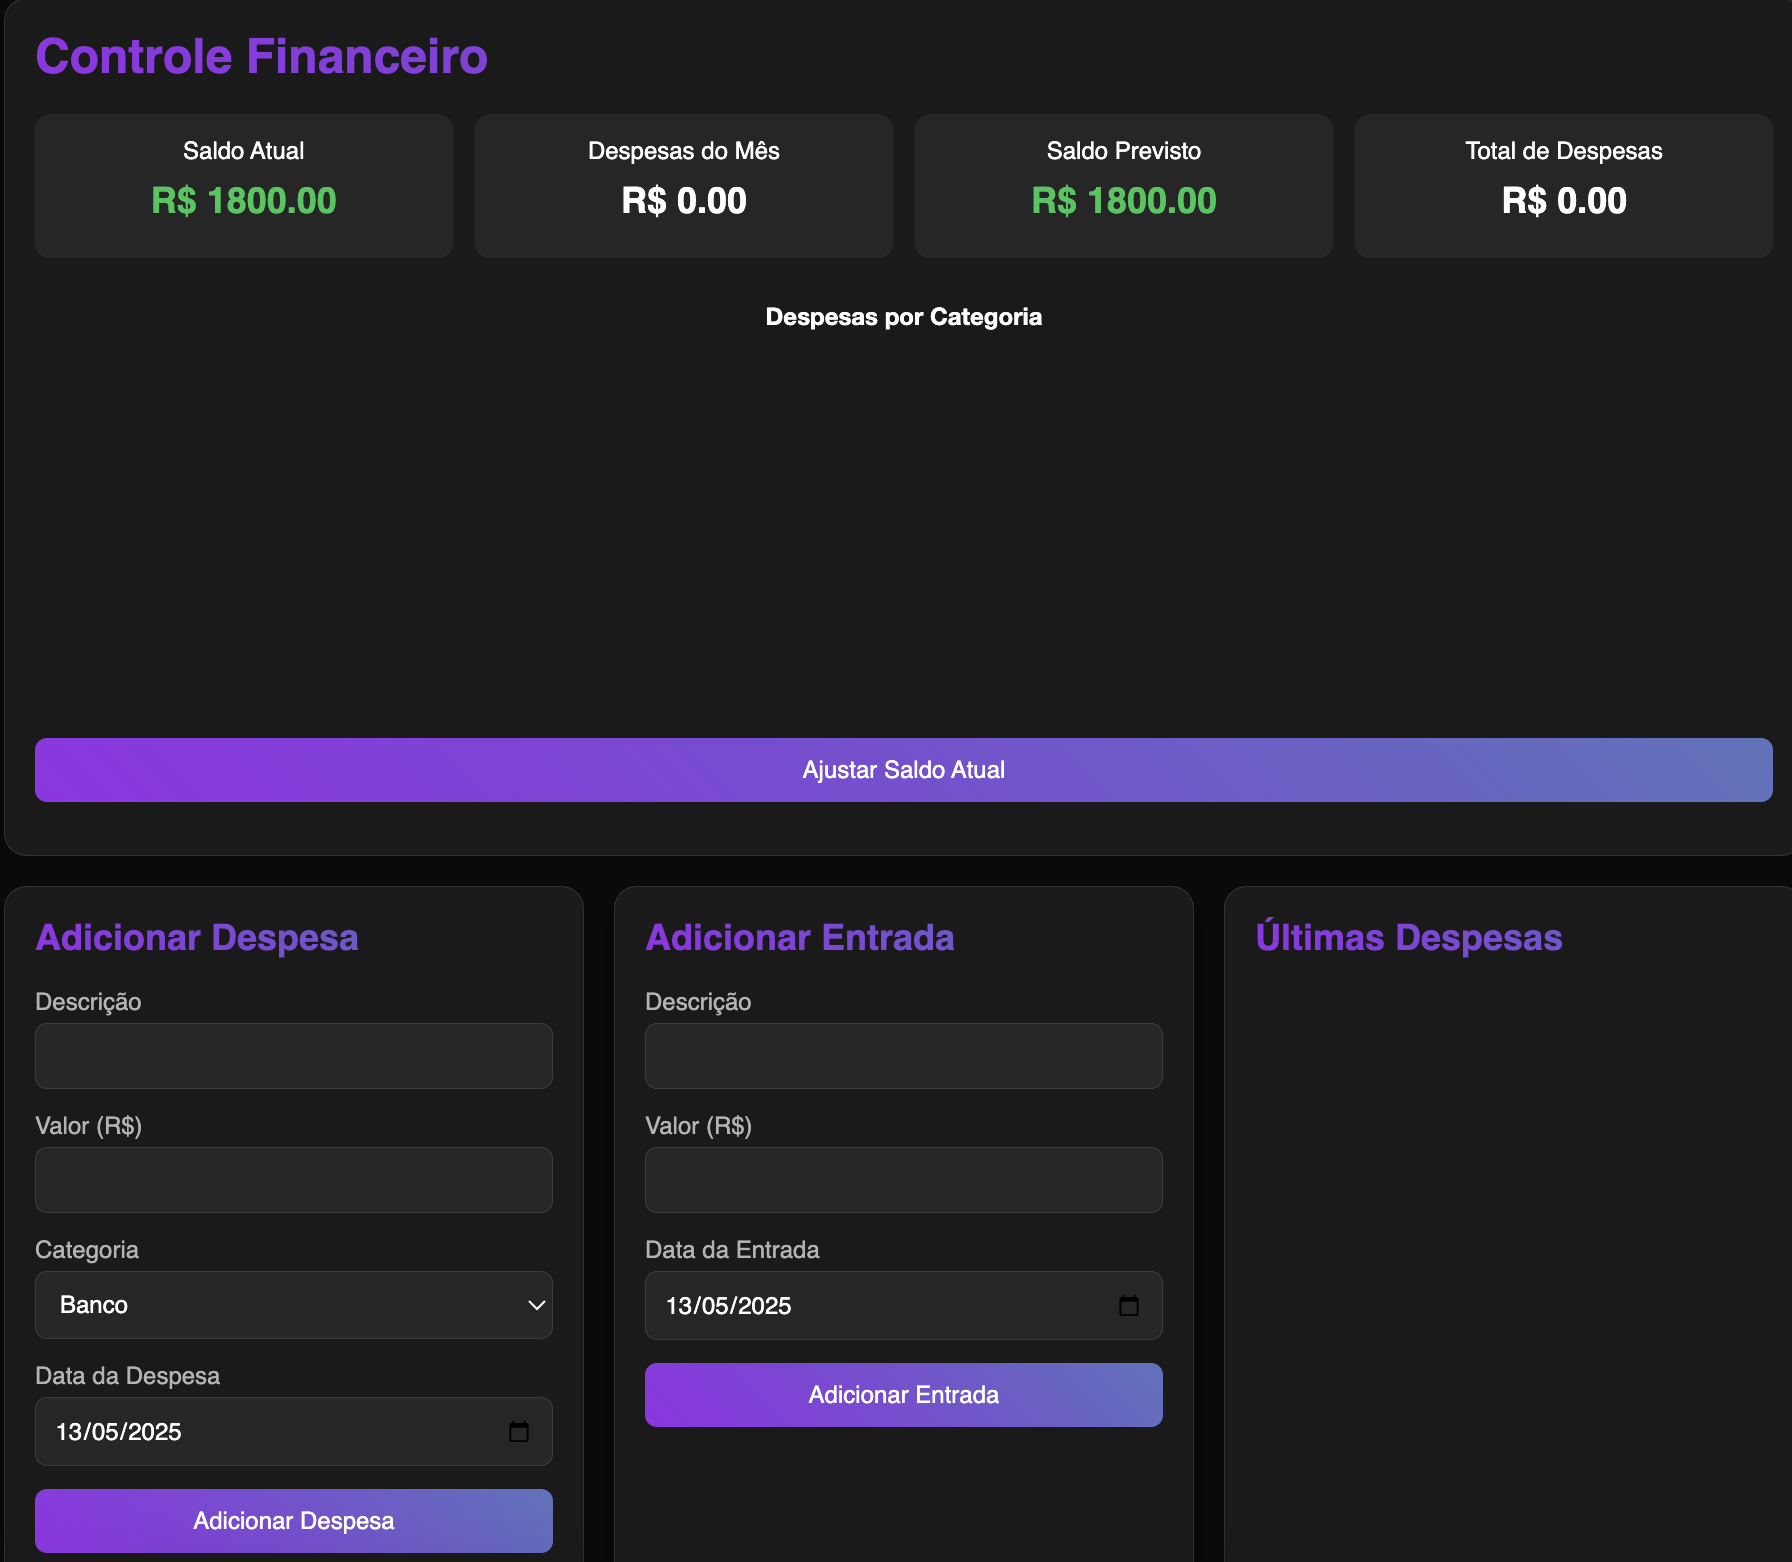 Controle Financeiro
Saldo Atual
R$ 1800.00
Despesas do Mês
R$ 0.00
Saldo Previsto
R$ 1800.00
Total de Despesas
R$ 0.00
Despesas por Categoria
Ajustar Saldo Atual
Adicionar Despesa
Descrição
Valor (R$)
Categoria
Banco
Data da Despesa
13/05/2025
Adicionar Despesa
Adicionar Entrada
Descrição
Valor (R$)
Data da Entrada
13/05/2025
Adicionar Entrada
Últimas Despesas